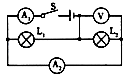 A₁ S V
L₁ L₂
A₂